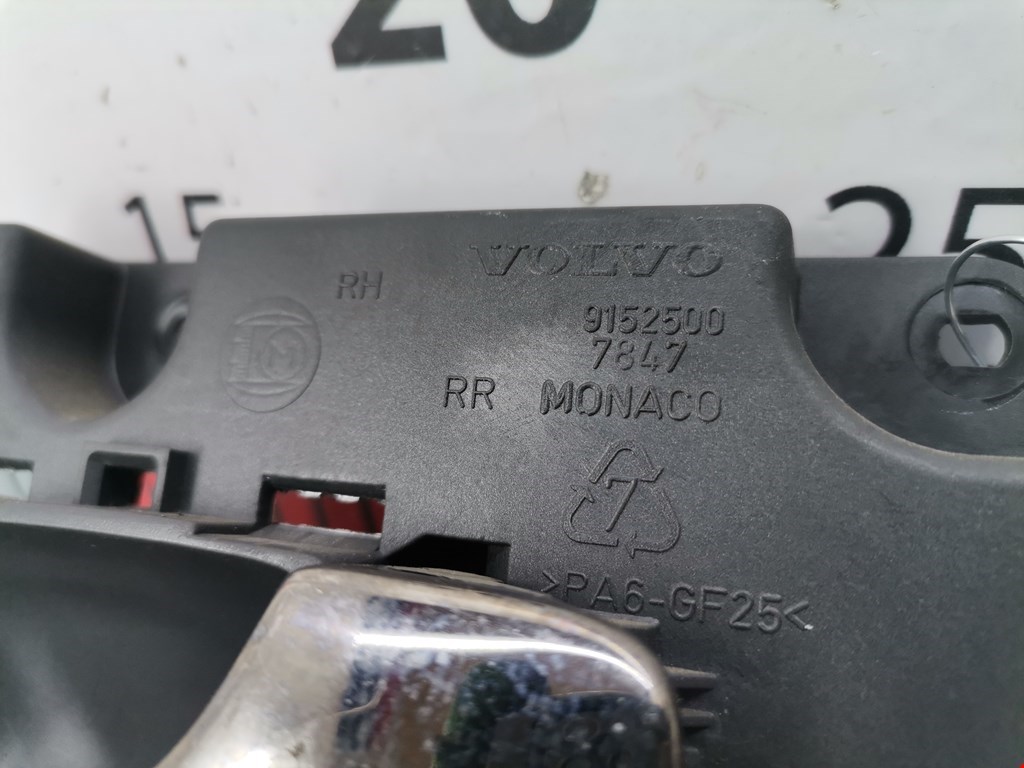 20
15
25
VOLVO
RH
9152500
7847
RR MONACO
7
>PA6-GF25<